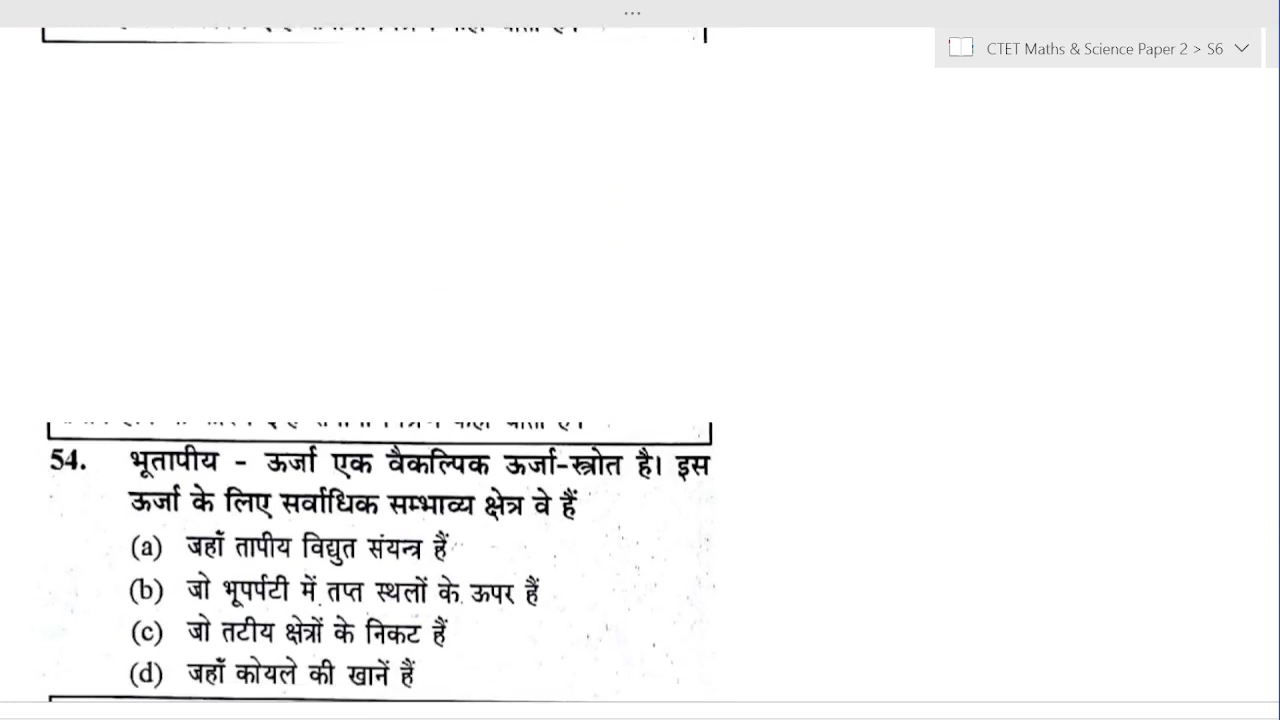 ...
CTET Maths & Science Paper 2 > S6
54. भूतापीय - ऊर्जा एक वैकल्पिक ऊर्जा-स्त्रोत है। इस
ऊर्जा के लिए सर्वाधिक सम्भाव्य क्षेत्र वे हैं
(a) जहाँ तापीय विद्युत संयन्त्र हैं
(b) जो भूपर्पटी में तप्त स्थलों के ऊपर हैं
(c) जो तटीय क्षेत्रों के निकट हैं
(d) जहाँ कोयले की खानें हैं